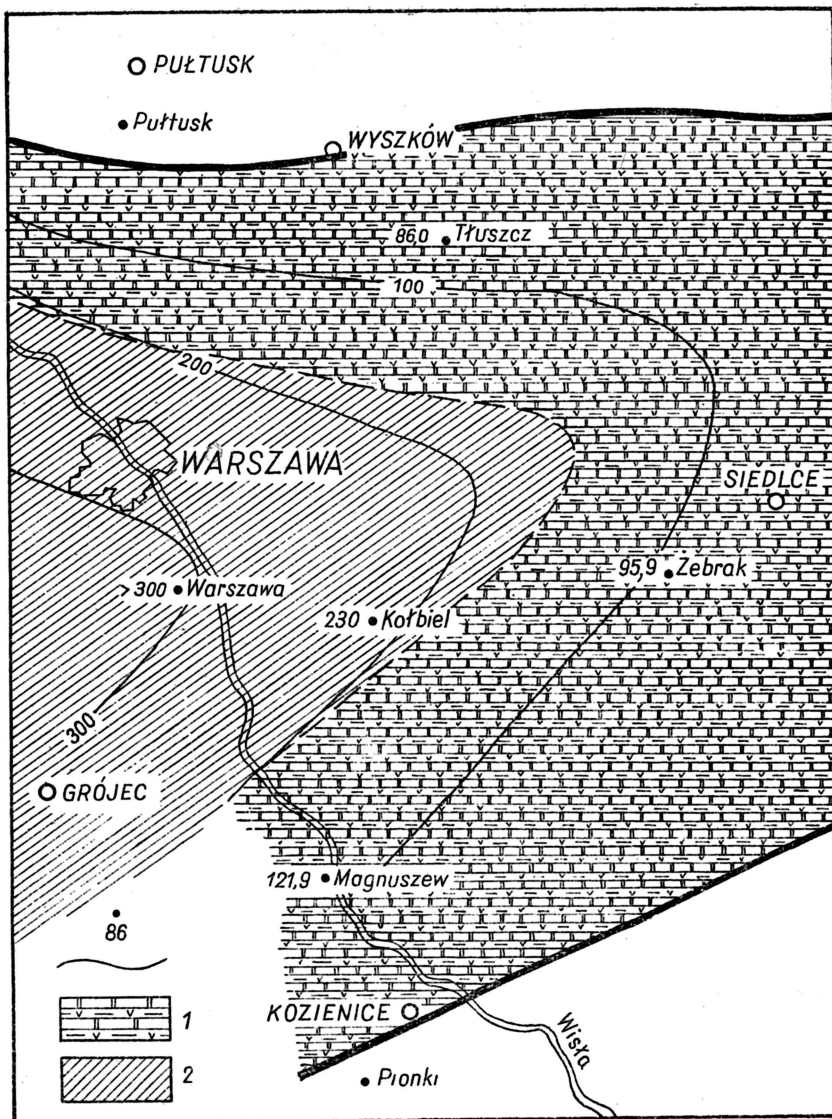 PUŁTUSK
Pułtusk
WYSZKÓW
86,0 Tłuszcz
100
200
WARSZAWA
SIEDLCE
>300 Warszawa
95,9 Żebrak
230 Kołbiel
300
GRÓJEC
121,9 Magnuszew
86
1
KOZIENICE
Wisła
2
Pionki